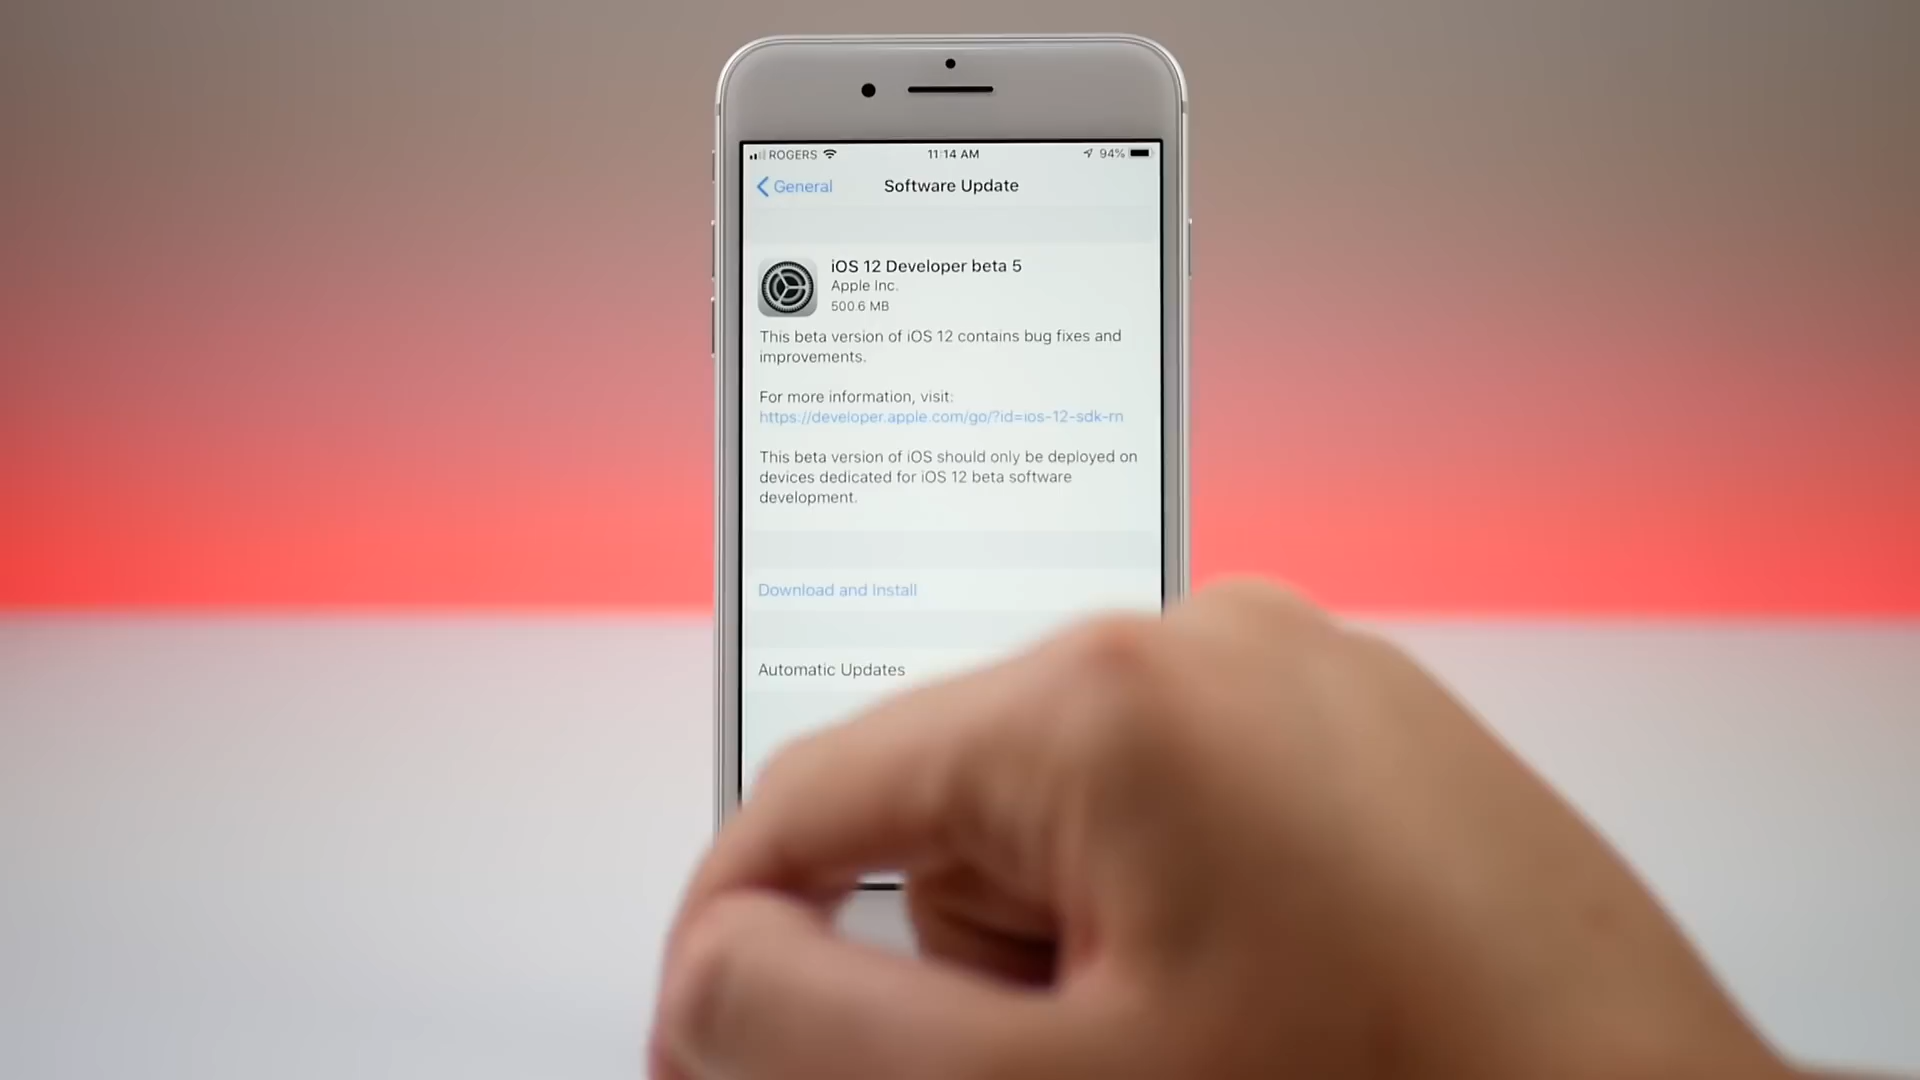 ROGERS 11:14 AM 94%
General Software Update
iOS 12 Developer beta 5
Apple Inc.
500.6 MB
This beta version of iOS 12 contains bug fixes and
improvements.
For more information, visit:
https://developer.apple.com/go/?id=ios-12-sdk-rn
This beta version of iOS should only be deployed on
devices dedicated for iOS 12 beta software
development.
Download and Install
Automatic Updates